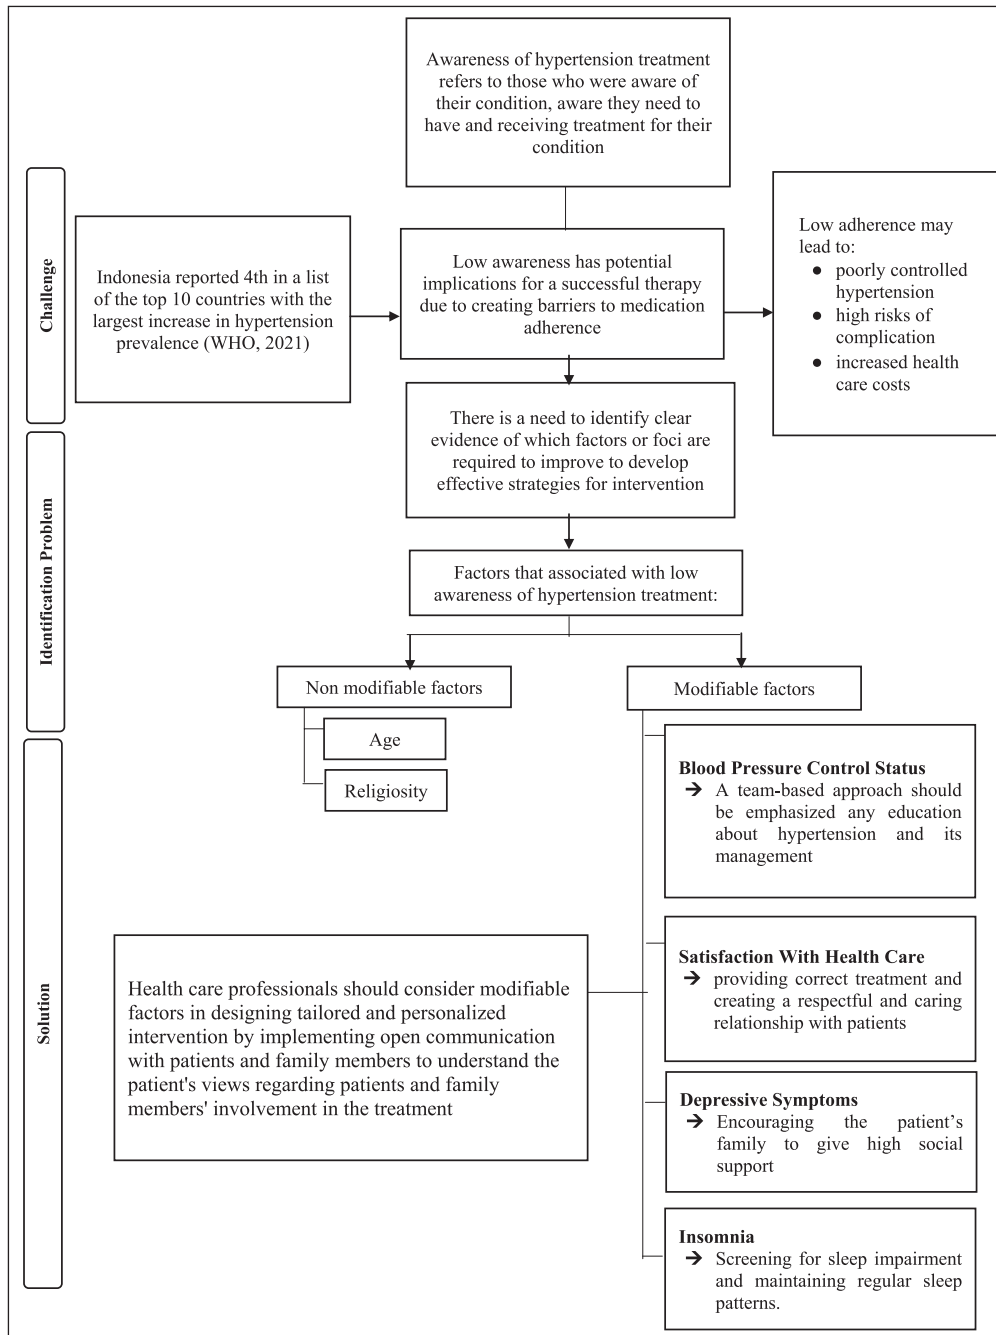 Awareness of hypertension treatment
refers to those who were aware of
their condition, aware they need to
have and receiving treatment for their
condition
Challenge
Indonesia reported 4th in a list
of the top 10 countries with the
largest increase in hypertension
prevalence (WHO, 2021)
Low awareness has potential
implications for a successful therapy
due to creating barriers to medication
adherence
Low adherence may
lead to:
● poorly controlled
hypertension
● high risks of
complication
● increased health
care costs
Identification Problem
There is a need to identify clear
evidence of which factors or foci are
required to improve to develop
effective strategies for intervention
Factors that associated with low
awareness of hypertension treatment:
Non modifiable factors
Age
Religiosity
Modifiable factors
Solution
Blood Pressure Control Status
➔ A team-based approach should
be emphasized any education
about hypertension and its
management
Satisfaction With Health Care
➔ providing correct treatment and
creating a respectful and caring
relationship with patients
Health care professionals should consider modifiable
factors in designing tailored and personalized
intervention by implementing open communication
with patients and family members to understand the
patient's views regarding patients and family
members' involvement in the treatment
Depressive Symptoms
➔ Encouraging the patient’s
family to give high social
support
Insomnia
➔ Screening for sleep impairment
and maintaining regular sleep
patterns.